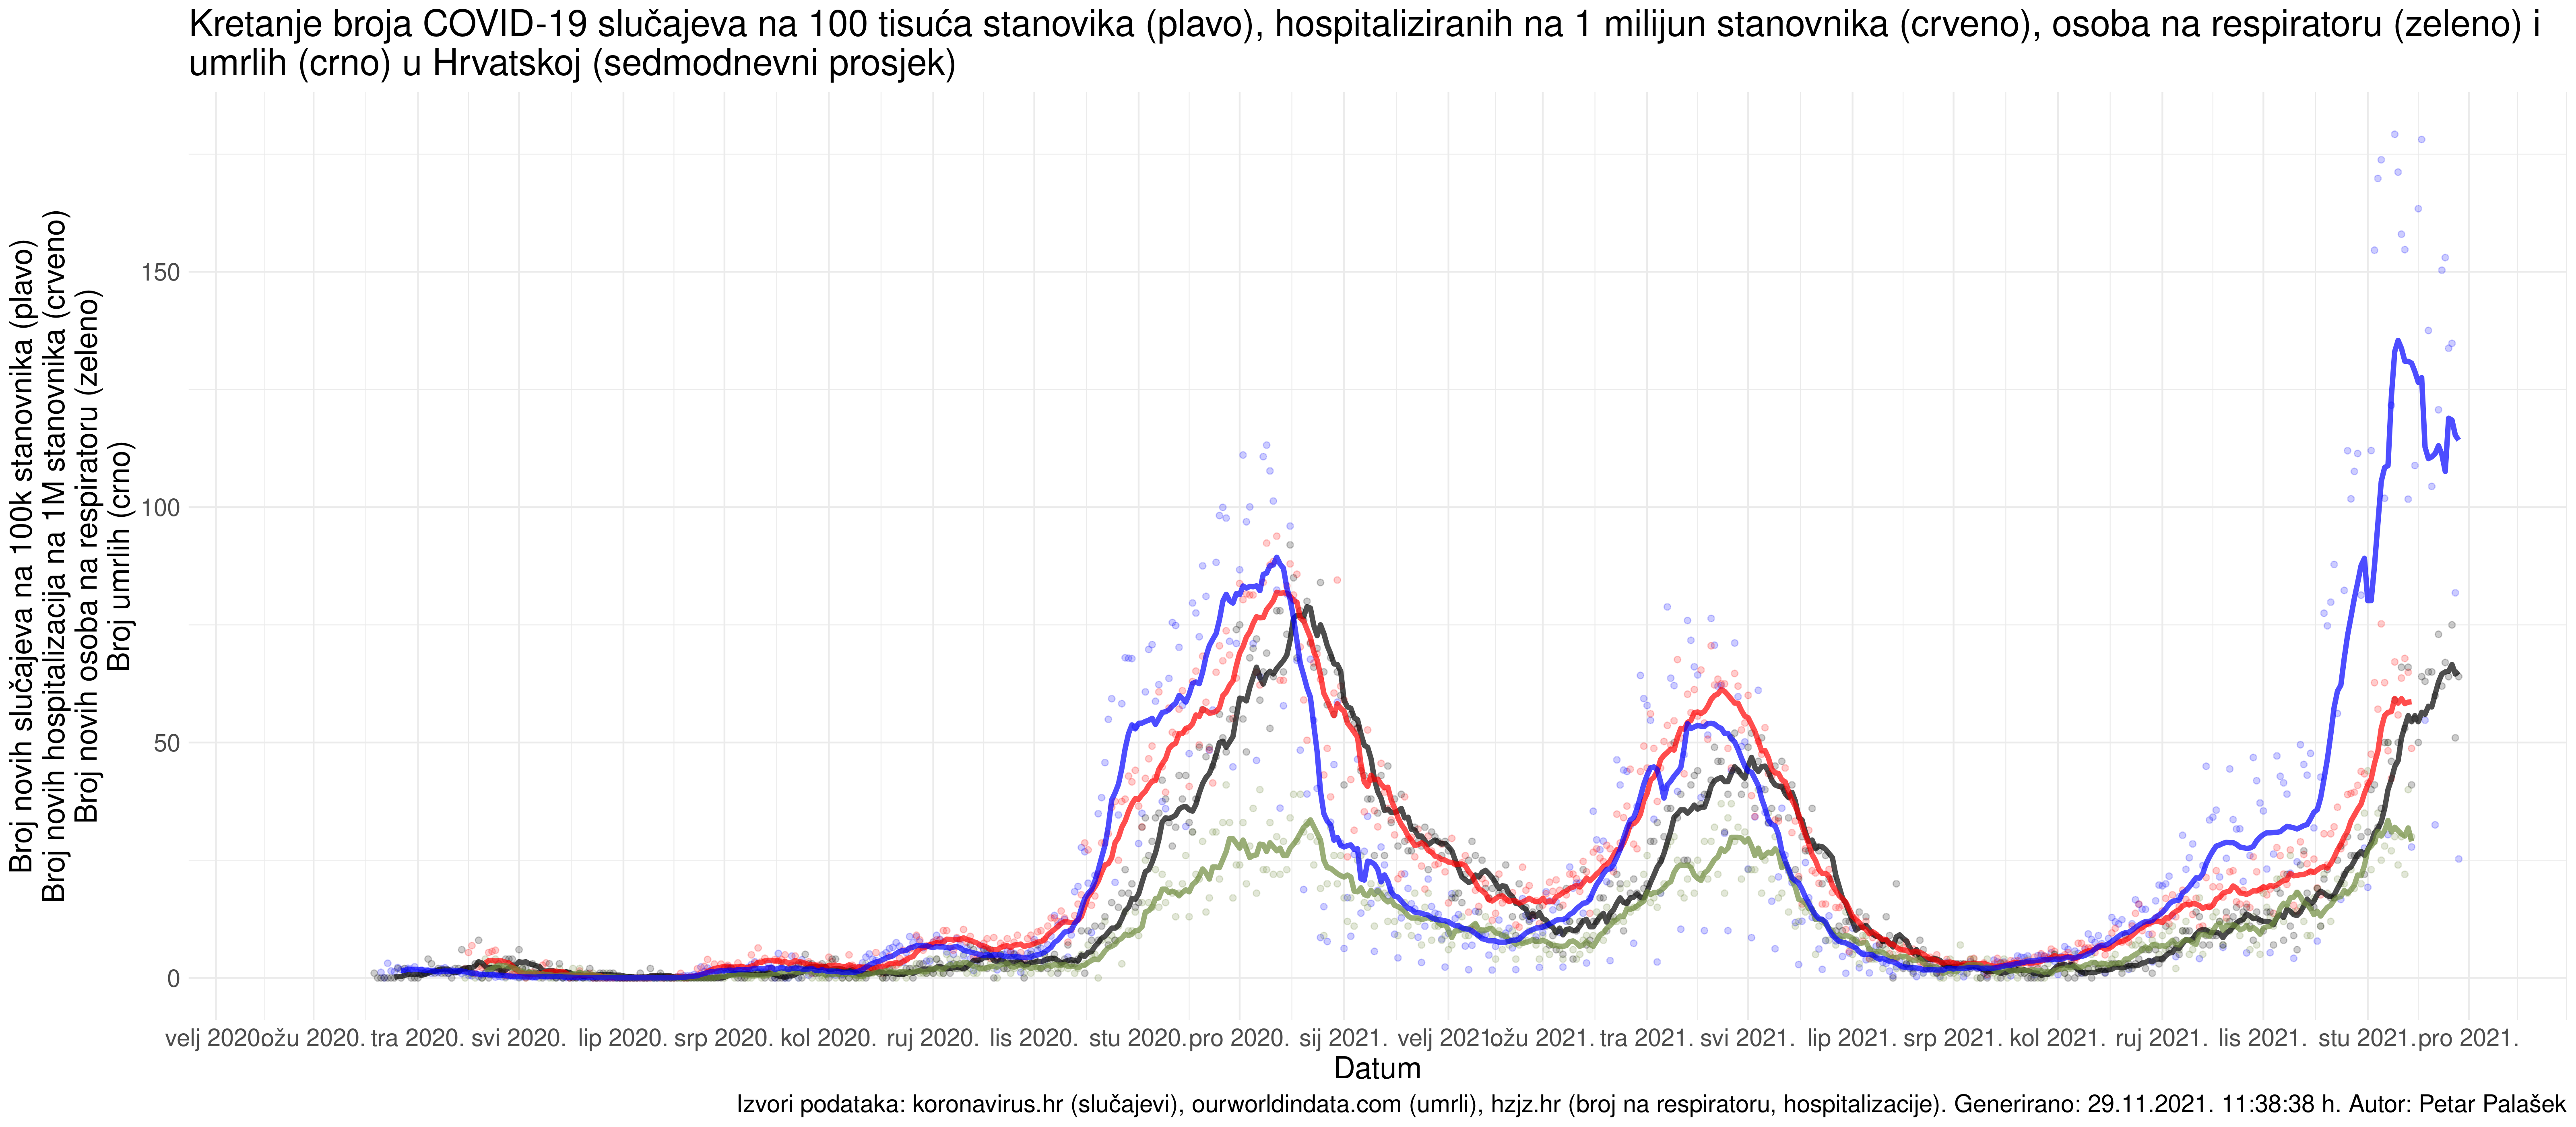 Kretanje broja COVID-19 slučajeva na 100 tisuća stanovika (plavo), hospitaliziranih na 1 milijun stanovnika (crveno), osoba na respiratoru (zeleno) i
umrlih (crno) u Hrvatskoj (sedmodnevni prosjek)
Broj novih slučajeva na 100k stanovnika (plavo)
Broj novih hospitalizacija na 1M stanovnika (crveno)
Broj novih osoba na respiratoru (zeleno)
Broj umrlih (crno)
150
100
50
0
velj 2020. ožu 2020. tra 2020. svi 2020. lip 2020. srp 2020. kol 2020. ruj 2020. lis 2020. stu 2020. pro 2020. sij 2021. velj 2021. ožu 2021. tra 2021. svi 2021. lip 2021. srp 2021. kol 2021. ruj 2021. lis 2021. stu 2021. pro 2021.
Datum
Izvori podataka: koronavirus.hr (slučajevi), ourworldindata.com (umrli), hzjz.hr (broj na respiratoru, hospitalizacije). Generirano: 29.11.2021. 11:38:38 h. Autor: Petar Palašek